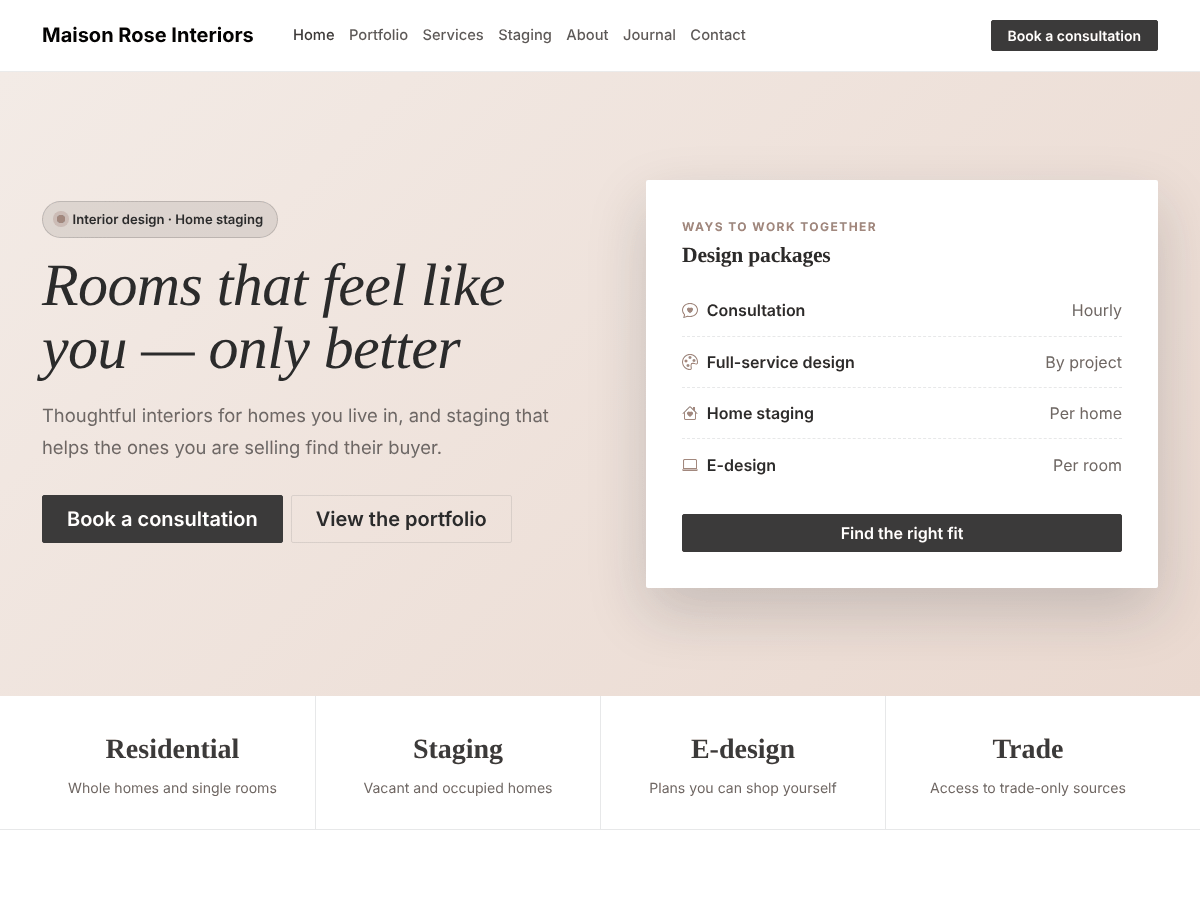 Maison Rose Interiors
Home Portfolio Services Staging About Journal Contact
Book a consultation
Interior design · Home staging
Rooms that feel like
you — only better
Thoughtful interiors for homes you live in, and staging that
helps the ones you are selling find their buyer.
Book a consultation
View the portfolio
WAYS TO WORK TOGETHER
Design packages
Consultation Hourly
Full-service design By project
Home staging Per home
E-design Per room
Find the right fit
Residential
Whole homes and single rooms
Staging
Vacant and occupied homes
E-design
Plans you can shop yourself
Trade
Access to trade-only sources